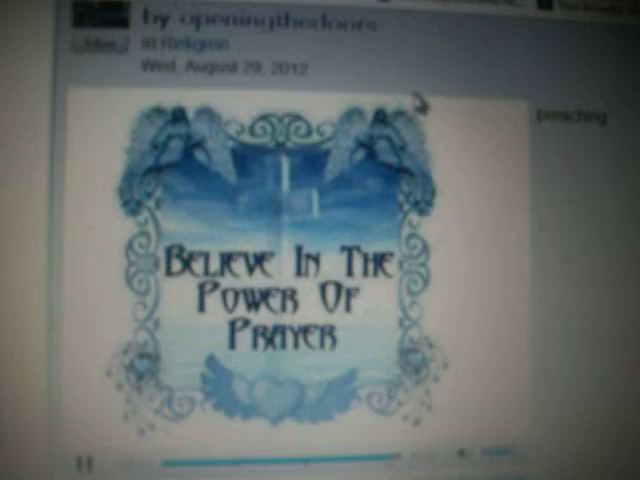 by openingthedoors
in Religion
Wed, August 29, 2012
preaching
BELIEVE IN THE
POWER OF
PRAYER